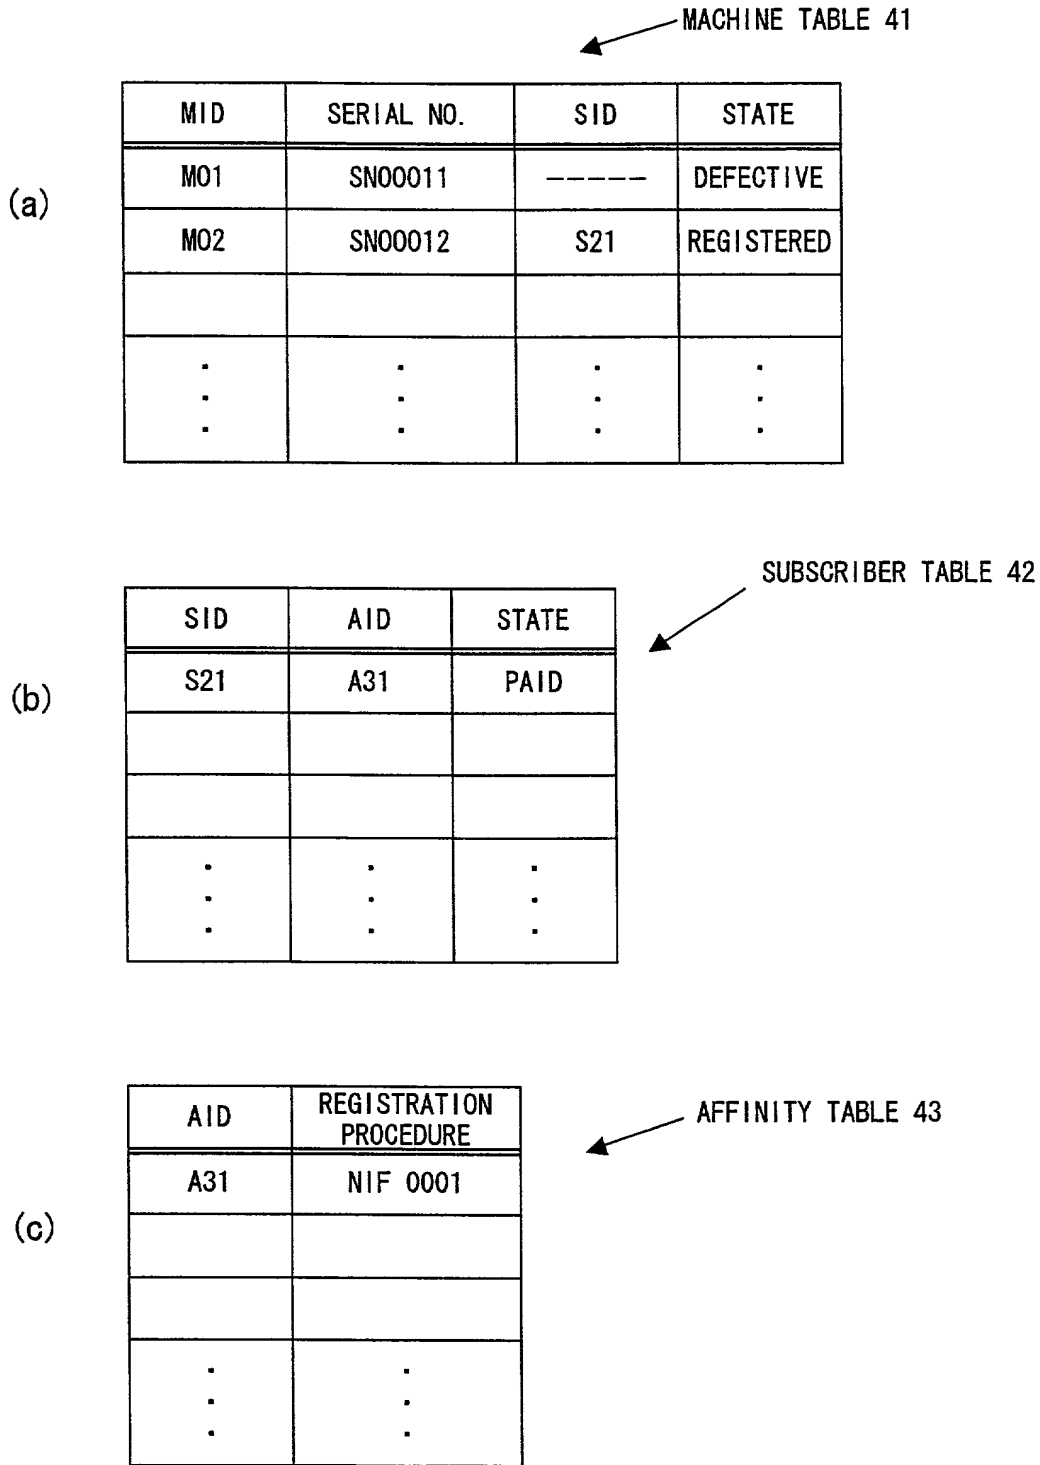 MACHINE TABLE 41
(a)
MID SERIAL NO. SID STATE
M01 SN00011 ----- DEFECTIVE
M02 SN00012 S21 REGISTERED
SUBSCRIBER TABLE 42
(b)
SID AID STATE
S21 A31 PAID
AFFINITY TABLE 43
(c)
AID REGISTRATION PROCEDURE
A31 NIF 0001